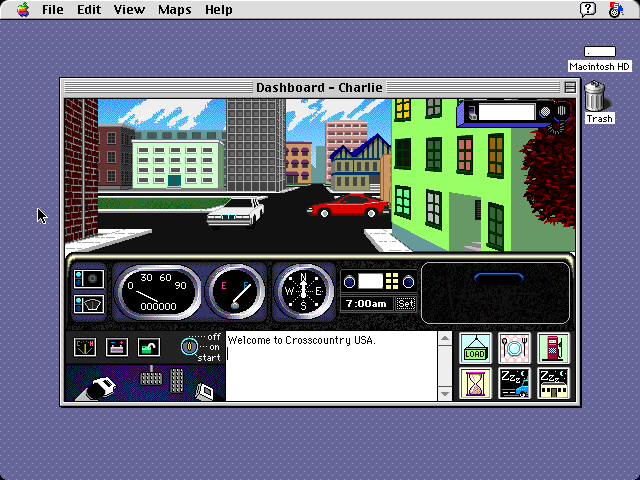 File Edit View Maps Help
Macintosh HD
Dashboard - Charlie
Trash
0 30 60 90
000000
E F
N
W E
S
7:00am Set
off
on
start
Welcome to Crosscountry USA.
LOAD
Zzz
Zzz